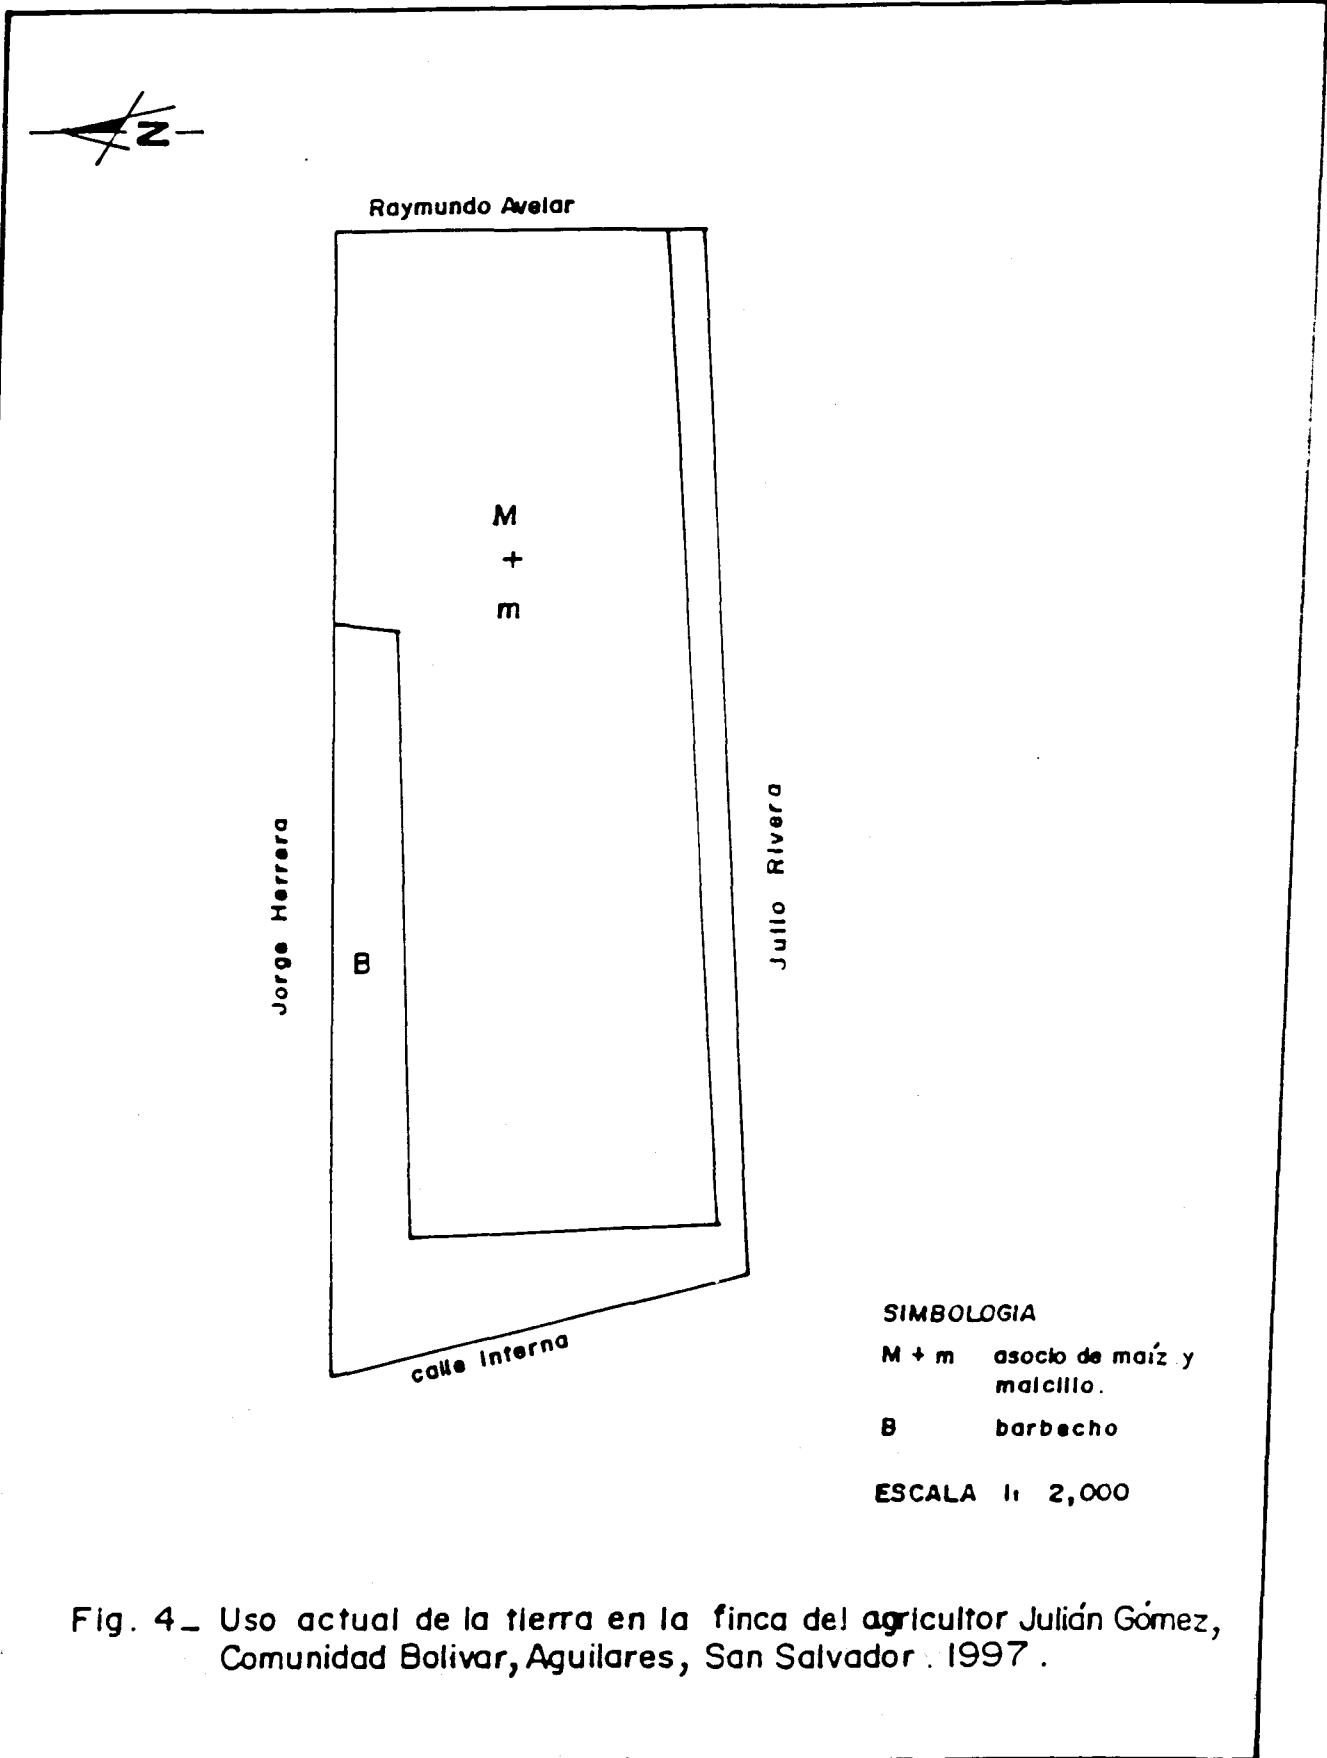 N
Raymundo Avelar
M
+
m
Jorge Herrera
Julio Rivera
B
calle Interna
SIMBOLOGIA
M + m asocio de maíz y
maicillo.
B barbecho
ESCALA 1: 2,000
Fig. 4_ Uso actual de la tierra en la finca del agricultor Julián Gómez,
Comunidad Bolivar, Aguilares, San Salvador. 1997.